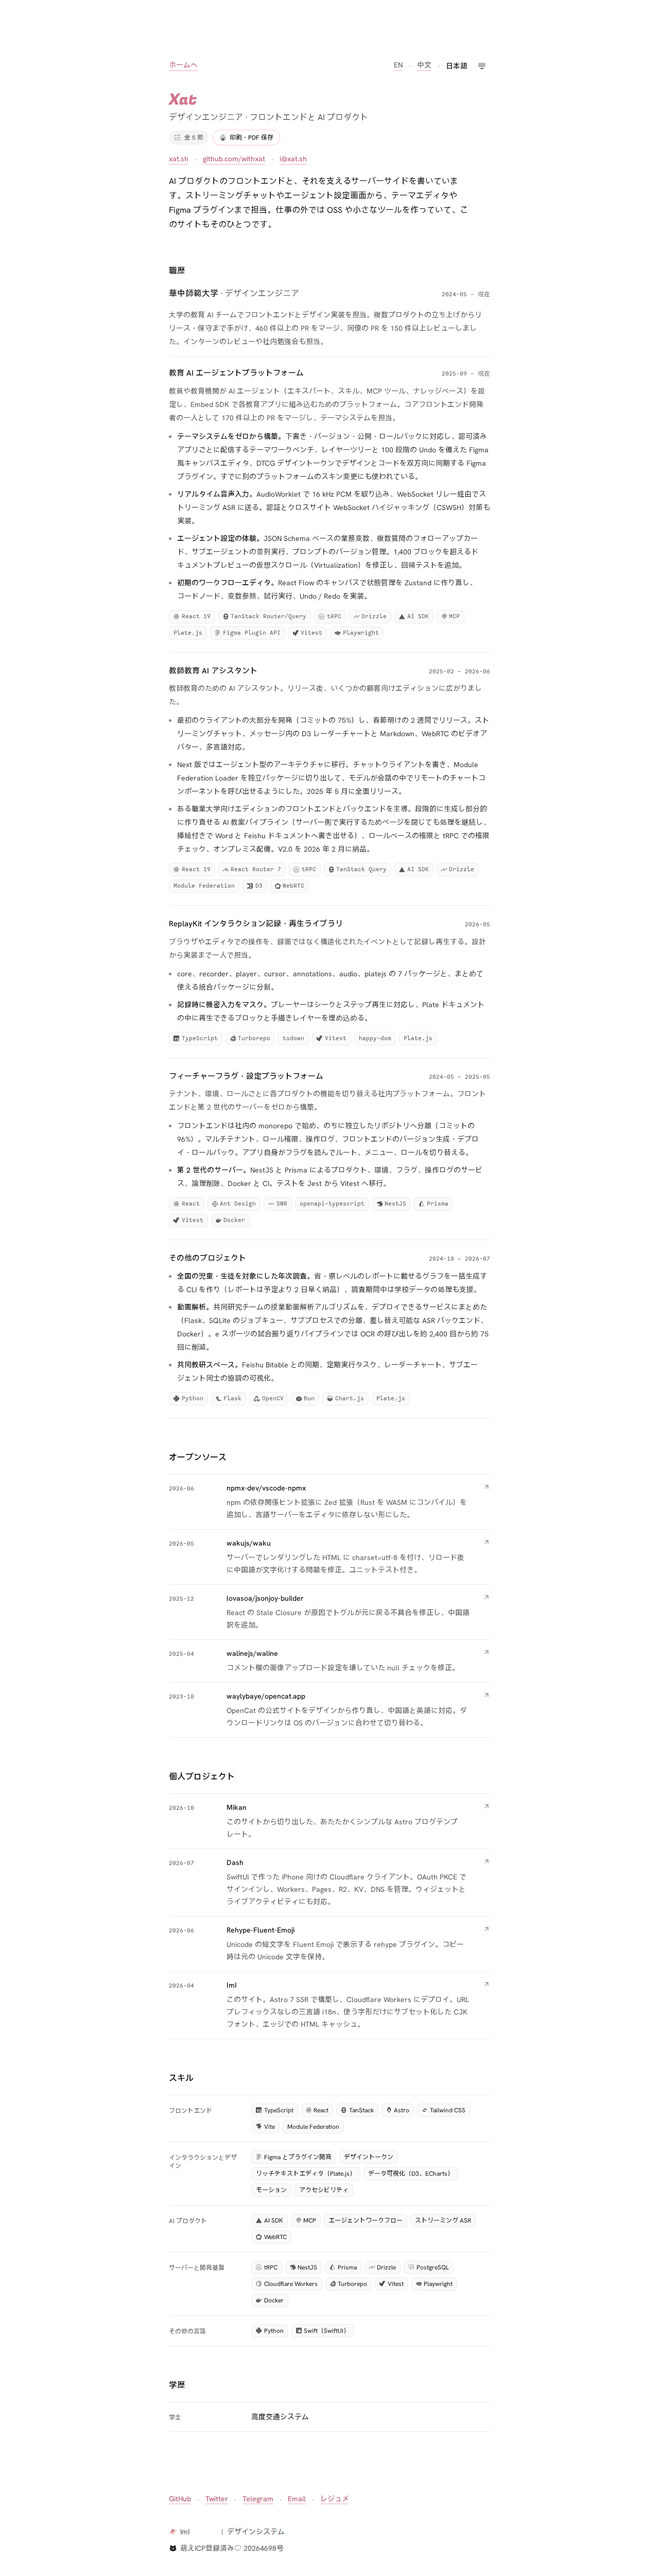 ホームへ
EN · 中文 · 日本語
Xat
デザインエンジニア · フロントエンドと AI プロダクト
全 5 節 印刷・PDF 保存
xat.sh · github.com/withxat · i@xat.sh
AI プロダクトのフロントエンドと、それを支えるサーバーサイドを書いていま
す。ストリーミングチャットやエージェント設定画面から、テーマエディタや
Figma プラグインまで担当。仕事の外では OSS や小さなツールを作っていて、こ
のサイトもそのひとつです。
職歴
華中師範大学 · デザインエンジニア 2024-05 – 現在
大学の教育 AI チームでフロントエンドとデザイン実装を担当。複数プロダクトの立ち上げからリ
リース・保守まで手がけ、460 件以上の PR をマージ、同僚の PR を 150 件以上レビューしまし
た。インターンのレビューや社内勉強会も担当。
教育 AI エージェントプラットフォーム 2025-09 – 現在
教員や教育機関が AI エージェント（エキスパート、スキル、MCP ツール、ナレッジベース）を設
定し、Embed SDK で各教育アプリに組み込むためのプラットフォーム。コアフロントエンド開発
者の一人として 170 件以上の PR をマージし、テーマシステムを担当。
テーマシステムをゼロから構築。下書き・バージョン・公開・ロールバックに対応し、認可済み
アプリごとに配信するテーマワークベンチ、レイヤーツリーと 100 段階の Undo を備えた Figma
風キャンバスエディタ、DTCG デザイントークンでデザインとコードを双方向に同期する Figma
プラグイン。すでに別のプラットフォームのスキン変更にも使われている。
リアルタイム音声入力。AudioWorklet で 16 kHz PCM を取り込み、WebSocket リレー経由でス
トリーミング ASR に送る。認証とクロスサイト WebSocket ハイジャッキング（CSWSH）対策も
実装。
エージェント設定の体験。JSON Schema ベースの業務変数、複数質問のフォローアップカー
ド、サブエージェントの並列実行、プロンプトのバージョン管理。1,400 ブロックを超えるド
キュメントプレビューの仮想スクロール（Virtualization）を修正し、回帰テストを追加。
初期のワークフローエディタ。React Flow のキャンバスで状態管理を Zustand に作り直し、
コードノード、変数参照、試行実行、Undo / Redo を実装。
React 19 TanStack Router/Query tRPC Drizzle AI SDK MCP
Plate.js Figma Plugin API Vitest Playwright
教師教育 AI アシスタント 2025-02 – 2026-06
教師教育のための AI アシスタント。リリース後、いくつかの顧客向けエディションに広がりまし
た。
最初のクライアントの大部分を開発（コミットの 75%）し、春節明けの 2 週間でリリース。スト
リーミングチャット、メッセージ内の D3 レーダーチャートと Markdown、WebRTC のビデオア
バター、多言語対応。
Next 版ではエージェント型のアーキテクチャに移行。チャットクライアントを書き、Module
Federation Loader を独立パッケージに切り出して、モデルが会話の中でリモートのチャートコ
ンポーネントを呼び出せるようにした。2025 年 5 月に全面リリース。
ある職業大学向けエディションのフロントエンドとバックエンドを主導。段階的に生成し部分的
に作り直せる AI 教案パイプライン（サーバー側で実行するためページを閉じても処理を継続し、
挿絵付きで Word と Feishu ドキュメントへ書き出せる）、ロールベースの権限と tRPC での権限
チェック、オンプレミス配備。V2.0 を 2026 年 2 月に納品。
React 19 React Router 7 tRPC TanStack Query AI SDK Drizzle
Module Federation D3 WebRTC
ReplayKit インタラクション記録・再生ライブラリ 2026-05
ブラウザやエディタでの操作を、録画ではなく構造化されたイベントとして記録し再生する。設計
から実装まで一人で担当。
core、recorder、player、cursor、annotations、audio、platejs の 7 パッケージと、まとめて
使える統合パッケージに分割。
記録時に機密入力をマスク。プレーヤーはシークとステップ再生に対応し、Plate ドキュメント
の中に再生できるブロックと手描きレイヤーを埋め込める。
TypeScript Turborepo tsdown Vitest happy-dom Plate.js
フィーチャーフラグ・設定プラットフォーム 2024-05 – 2025-05
テナント、環境、ロールごとに各プロダクトの機能を切り替える社内プラットフォーム。フロント
エンドと第 2 世代のサーバーをゼロから構築。
フロントエンドは社内の monorepo で始め、のちに独立したリポジトリへ分離（コミットの
96%）。マルチテナント、ロール権限、操作ログ、フロントエンドのバージョン生成・デプロ
イ・ロールバック。アプリ自身がフラグを読んでルート、メニュー、ロールを切り替える。
第 2 世代のサーバー。NestJS と Prisma によるプロダクト、環境、フラグ、操作ログのサービ
ス、論理削除、Docker と CI。テストを Jest から Vitest へ移行。
React Ant Design SWR openapi-typescript NestJS Prisma
Vitest Docker
その他のプロジェクト 2024-10 – 2026-07
全国の児童・生徒を対象にした年次調査。省・県レベルのレポートに載せるグラフを一括生成す
る CLI を作り（レポートは予定より 2 日早く納品）、調査期間中は学校データの処理も支援。
動画解析。共同研究チームの授業動画解析アルゴリズムを、デプロイできるサービスにまとめた
（Flask、SQLite のジョブキュー、サブプロセスでの分離、差し替え可能な ASR バックエンド、
Docker）。e スポーツの試合振り返りパイプラインでは OCR の呼び出しを約 2,400 回から約 75
回に削減。
共同教研スペース。Feishu Bitable との同期、定期実行タスク、レーダーチャート、サブエー
ジェント同士の協調の可視化。
Python Flask OpenCV Bun Chart.js Plate.js
オープンソース
2026-06 npmx-dev/vscode-npmx
npm の依存関係ヒント拡張に Zed 拡張（Rust を WASM にコンパイル）を
追加し、言語サーバーをエディタに依存しない形にした。
2026-05 wakujs/waku
サーバーでレンダリングした HTML に charset=utf-8 を付け、リロード後
に中国語が文字化けする問題を修正。ユニットテスト付き。
2025-12 lovasoa/jsonjoy-builder
React の Stale Closure が原因でトグルが元に戻る不具合を修正し、中国語
訳を追加。
2025-04 walinejs/waline
コメント欄の画像アップロード設定を壊していた null チェックを修正。
2023-10 waylybaye/opencat.app
OpenCat の公式サイトをデザインから作り直し、中国語と英語に対応。ダ
ウンロードリンクは OS のバージョンに合わせて切り替わる。
個人プロジェクト
2026-10 Mikan
このサイトから切り出した、あたたかくシンプルな Astro ブログテンプ
レート。
2026-07 Dash
SwiftUI で作った iPhone 向けの Cloudflare クライアント。OAuth PKCE で
サインインし、Workers、Pages、R2、KV、DNS を管理。ウィジェットと
ライブアクティビティにも対応。
2026-06 Rehype-Fluent-Emoji
Unicode の絵文字を Fluent Emoji で表示する rehype プラグイン。コピー
時は元の Unicode 文字を保持。
2026-04 lml
このサイト。Astro 7 SSR で構築し、Cloudflare Workers にデプロイ。URL
プレフィックスなしの三言語 i18n、使う字形だけにサブセット化した CJK
フォント、エッジでの HTML キャッシュ。
スキル
フロントエンド TypeScript React TanStack Astro Tailwind CSS
Vite Module Federation
インタラクションとデザ
イン
Figma とプラグイン開発 デザイントークン
リッチテキストエディタ（Plate.js） データ可視化（D3、ECharts）
モーション アクセシビリティ
AI プロダクト AI SDK MCP エージェントワークフロー ストリーミング ASR
WebRTC
サーバーと開発基盤 tRPC NestJS Prisma Drizzle PostgreSQL
Cloudflare Workers Turborepo Vitest Playwright
Docker
その他の言語 Python Swift（SwiftUI）
学歴
学士 高度交通システム
GitHub · Twitter · Telegram · Email · レジュメ
lml | デザインシステム
萌えICP登録済み♡ 20264698号